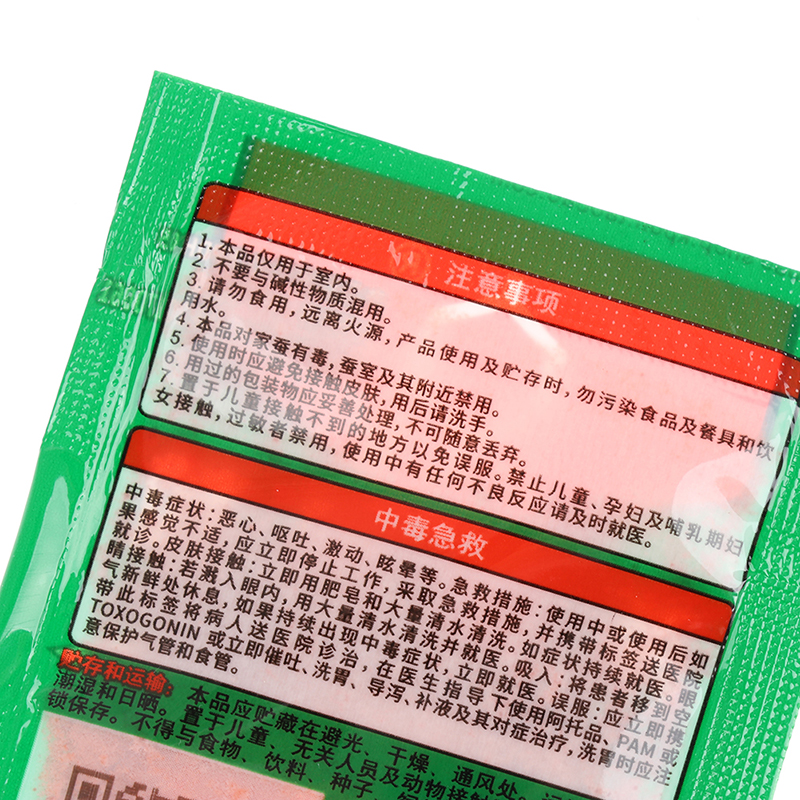 注意事项
1. 本品仅用于室内。
2. 不要与碱性物质混用。
3. 请勿食用，远离火源，产品使用及贮存时，勿污染食品及餐具和饮
用水。
4. 本品对家蚕有毒，蚕室及其附近禁用。
5. 使用时应避免接触皮肤，用后请洗手。
6. 用过的包装物应妥善处理，不可随意丢弃。
7. 置于儿童接触不到的地方以免误服。禁止儿童、孕妇及哺乳期妇
女接触，过敏者禁用，使用中有任何不良反应请及时就医。
中毒急救
中毒症状：恶心、呕吐、激动、眩晕等。急救措施：使用中或使用后如
果感觉不适，应立即停止工作，采取急救措施，并携带标签送医院
就诊。皮肤接触：立即用肥皂和大量清水清洗。如症状持续就医。眼
睛接触：若溅入眼内，用大量清水清洗并就医。吸入：将患者移到空
气新鲜处休息，如果持续出现中毒症状，立即就医。误服：应立即携
带此标签将病人送医院诊治，在医生指导下使用阿托品、PAM或
TOXOGONIN 或立即催吐、洗胃、导泻、补液及其对症治疗，洗胃时应注
意保护气管和食管。
贮存和运输：本品应贮藏在避光、干燥、通风处。
潮湿和日晒。置于儿童、无关人员及动物接触
锁保存。不得与食物、饮料、种子、